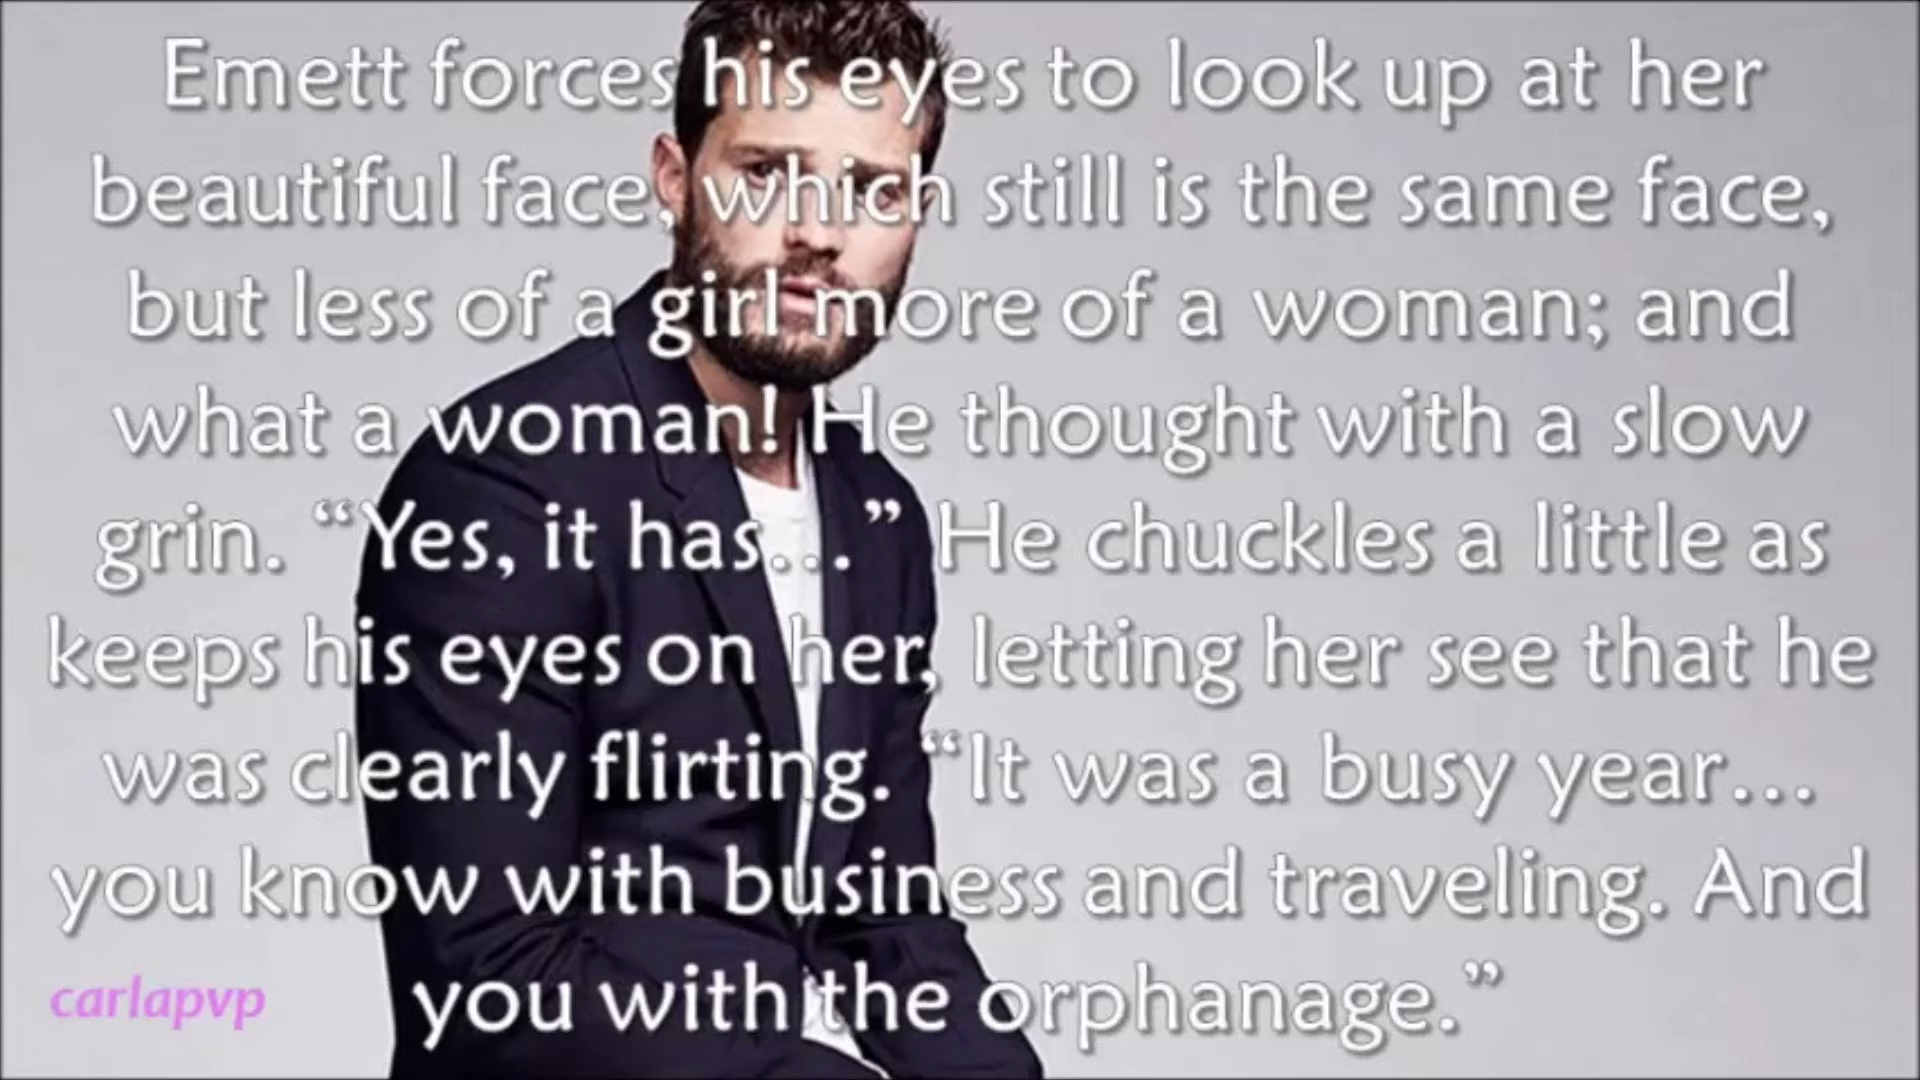 Emett forces his eyes to look up at her
beautiful face, which still is the same face,
but less of a girl more of a woman; and
what a woman! He thought with a slow
grin. “Yes, it has...” He chuckles a little as
keeps his eyes on her, letting her see that he
was clearly flirting. “It was a busy year...
you know with business and traveling. And
you with the orphanage.”
carlapvp